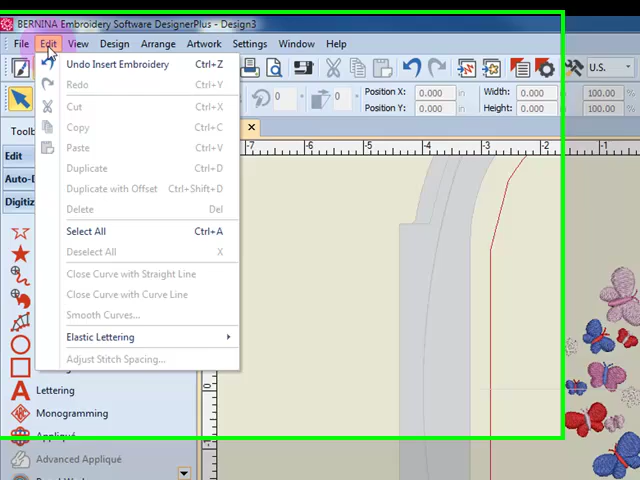 BERNINA Embroidery Software DesignerPlus - Design3
File Edit View Design Arrange Artwork Settings Window Help
Undo Insert Embroidery Ctrl+Z
Redo Ctrl+Y
Cut Ctrl+X
Copy Ctrl+C
Paste Ctrl+V
Duplicate Ctrl+D
Duplicate with Offset Ctrl+Shift+D
Delete Del
Select All Ctrl+A
Deselect All X
Close Curve with Straight Line
Close Curve with Curve Line
Smooth Curves...
Elastic Lettering
Adjust Stitch Spacing...
U.S.
0 0
Position X: 0.000 in
Position Y: 0.000 in
Width: 0.000 100.00
Height: 0.000 100.00
-7 -6 -5 -4 -3 -2 -1
Edit
Lettering
Monogramming
Appliqué
Advanced Appliqué